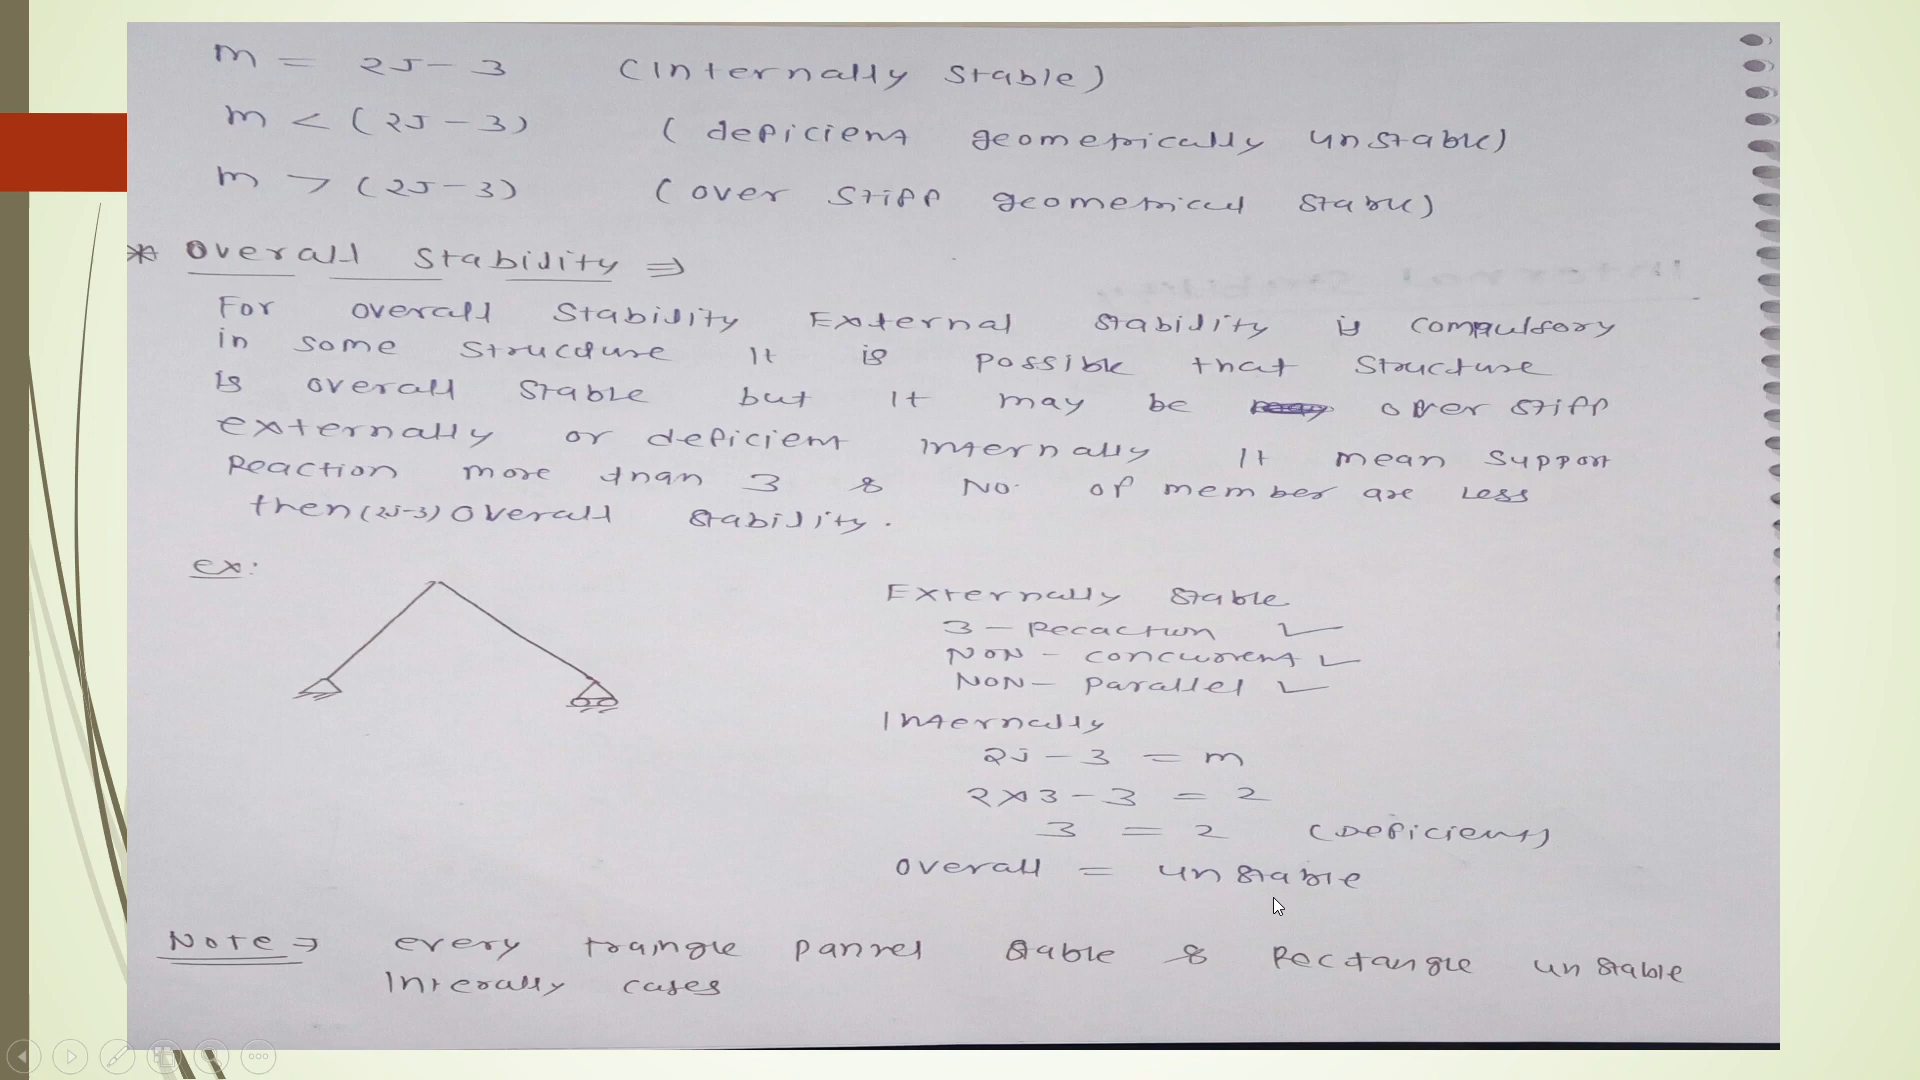 m = 2J - 3 (Internally Stable)
m < (2J - 3) (deficient geometrically unstable)
m > (2J - 3) (over stiff geometrical stable)
* Overall Stability ⇒
For overall Stability External stability is compulsory
in some structure It is possible that structure
is overall stable but it may be over stiff
externally or deficient internally It mean support
Reaction more than 3 & No. of member are less
then (2J-3) overall stability.
ex:
Externally stable
3 - Recaction ✓
NON - concurrent ✓
NON - parallel ✓
Internally
2j - 3 = m
2×3 - 3 = 2
3 = 2 (Deficient)
overall = unstable
Note ⇒ every traingle pannel stable & Rectangle unstable
Interally cases